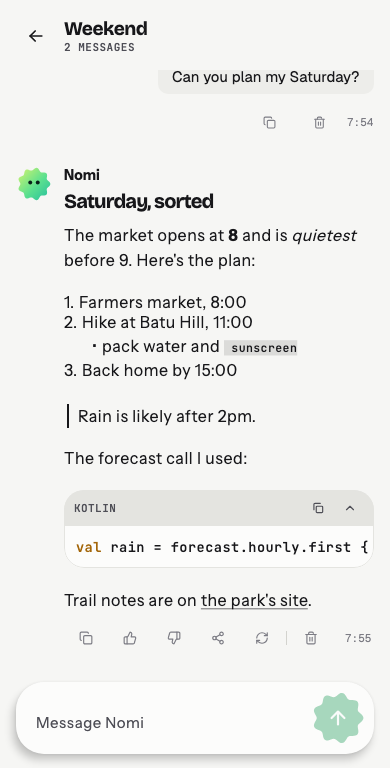 Weekend
2 MESSAGES
Can you plan my Saturday?
7:54
Nomi
Saturday, sorted
The market opens at 8 and is quietest
before 9. Here's the plan:
1. Farmers market, 8:00
2. Hike at Batu Hill, 11:00
• pack water and sunscreen
3. Back home by 15:00
Rain is likely after 2pm.
The forecast call I used:
KOTLIN
val rain = forecast.hourly.first {
Trail notes are on the park's site.
7:55
Message Nomi